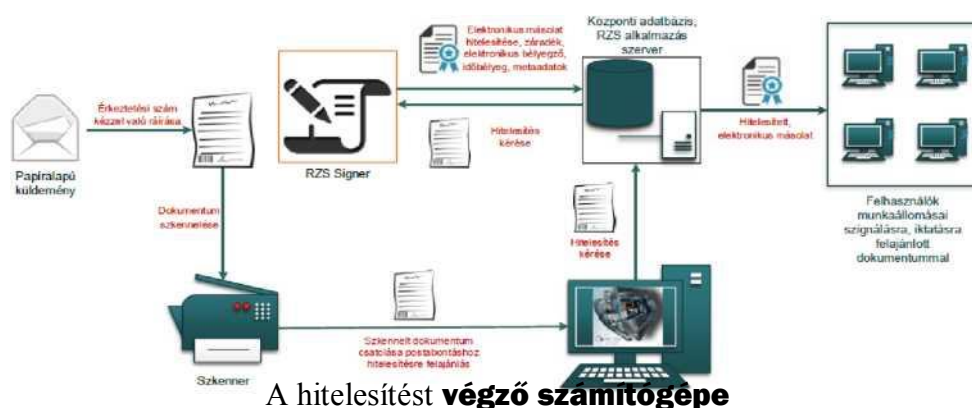 Elektronikus másolat
hitelesítése, záradék,
elektronikus bélyegző,
időbélyeg, metaadatok
Központi adatbázis,
RZS alkalmazás
szerver
Érkeztetési szám
kézzel való ráírása
Hitelesítés
kérése
Hitelesített,
elektronikus másolat
Papíralapú
küldemény
RZS Signer
Dokumentum
szkennelése
Hitelesítés
kérése
Felhasználók
munkaállomásai
szignálásra, iktatásra
felajánlott
dokumentummal
Szkennelt dokumentum
csatolása postabontáshoz
hitelesítésre felajánlás
Szkenner
A hitelesítést végző számítógépe